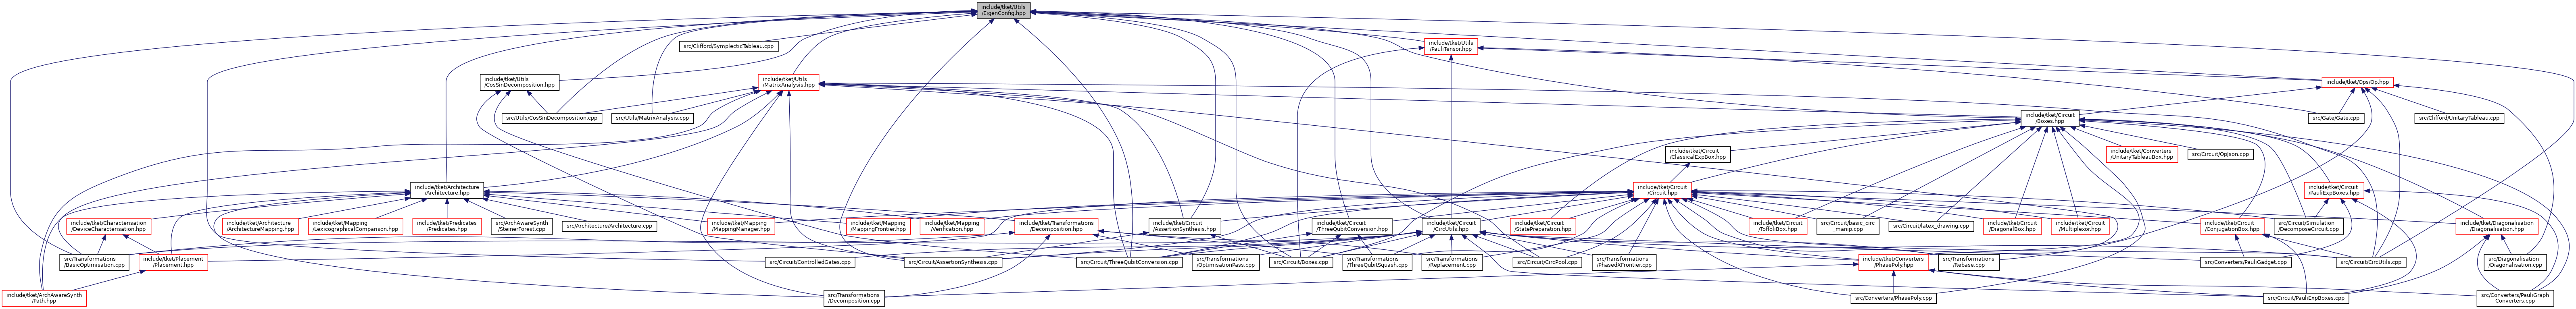 include/tket/Utils
/EigenConfig.hpp
src/Clifford/SymplecticTableau.cpp
include/tket/Utils
/PauliTensor.hpp
include/tket/Utils
/CosSinDecomposition.hpp
include/tket/Utils
/MatrixAnalysis.hpp
include/tket/Ops/Op.hpp
src/Utils/CosSinDecomposition.cpp
src/Utils/MatrixAnalysis.cpp
include/tket/Circuit
/Boxes.hpp
src/Gate/Gate.cpp
src/Clifford/UnitaryTableau.cpp
include/tket/Circuit
/ClassicalExpBox.hpp
include/tket/Converters
/UnitaryTableauBox.hpp
src/Circuit/OpJson.cpp
include/tket/Architecture
/Architecture.hpp
include/tket/Circuit
/Circuit.hpp
include/tket/Circuit
/PauliExpBoxes.hpp
include/tket/Characterisation
/DeviceCharacterisation.hpp
include/tket/Architecture
/ArchitectureMapping.hpp
include/tket/Mapping
/LexicographicalComparison.hpp
include/tket/Predicates
/Predicates.hpp
src/ArchAwareSynth
/SteinerForest.cpp
src/Architecture/Architecture.cpp
include/tket/Mapping
/MappingManager.hpp
include/tket/Mapping
/MappingFrontier.hpp
include/tket/Mapping
/Verification.hpp
include/tket/Transformations
/Decomposition.hpp
include/tket/Circuit
/AssertionSynthesis.hpp
include/tket/Circuit
/ThreeQubitConversion.hpp
include/tket/Circuit
/CircUtils.hpp
include/tket/Circuit
/StatePreparation.hpp
include/tket/Circuit
/ToffoliBox.hpp
src/Circuit/basic_circ
_manip.cpp
src/Circuit/latex_drawing.cpp
include/tket/Circuit
/DiagonalBox.hpp
include/tket/Circuit
/Multiplexor.hpp
include/tket/Circuit
/ConjugationBox.hpp
src/Circuit/Simulation
/DecomposeCircuit.cpp
include/tket/Diagonalisation
/Diagonalisation.hpp
src/Transformations
/BasicOptimisation.cpp
include/tket/Placement
/Placement.hpp
src/Circuit/ControlledGates.cpp
src/Circuit/AssertionSynthesis.cpp
src/Circuit/ThreeQubitConversion.cpp
src/Transformations
/OptimisationPass.cpp
src/Circuit/Boxes.cpp
src/Transformations
/ThreeQubitSquash.cpp
src/Transformations
/Replacement.cpp
src/Circuit/CircPool.cpp
src/Transformations
/PhasedXFrontier.cpp
include/tket/Converters
/PhasePoly.hpp
src/Transformations
/Rebase.cpp
src/Converters/PauliGadget.cpp
src/Circuit/CircUtils.cpp
src/Diagonalisation
/Diagonalisation.cpp
include/tket/ArchAwareSynth
/Path.hpp
src/Transformations
/Decomposition.cpp
src/Converters/PhasePoly.cpp
src/Circuit/PauliExpBoxes.cpp
src/Converters/PauliGraph
Converters.cpp